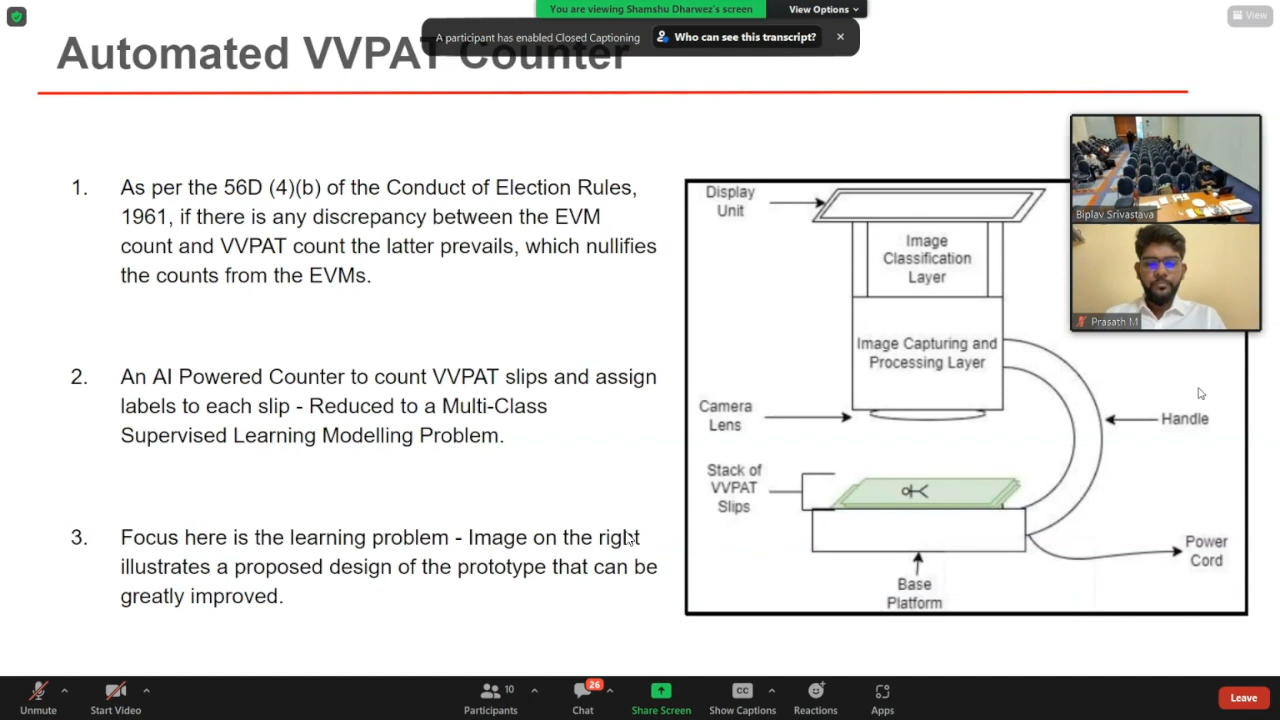 You are viewing Shamshu Dharwez's screen
View Options
View
A participant has enabled Closed Captioning
Who can see this transcript?
Automated VVPAT Counter
1. As per the 56D (4)(b) of the Conduct of Election Rules,
1961, if there is any discrepancy between the EVM
count and VVPAT count the latter prevails, which nullifies
the counts from the EVMs.
2. An AI Powered Counter to count VVPAT slips and assign
labels to each slip - Reduced to a Multi-Class
Supervised Learning Modelling Problem.
3. Focus here is the learning problem - Image on the right
illustrates a proposed design of the prototype that can be
greatly improved.
Display
Unit
Image
Classification
Layer
Image Capturing and
Processing Layer
Camera
Lens
Handle
Stack of
VVPAT
Slips
Power
Cord
Base
Platform
Biplav Srivastava
Prasath M
Unmute
Start Video
10
Participants
26
Chat
Share Screen
CC
Show Captions
Reactions
Apps
Leave